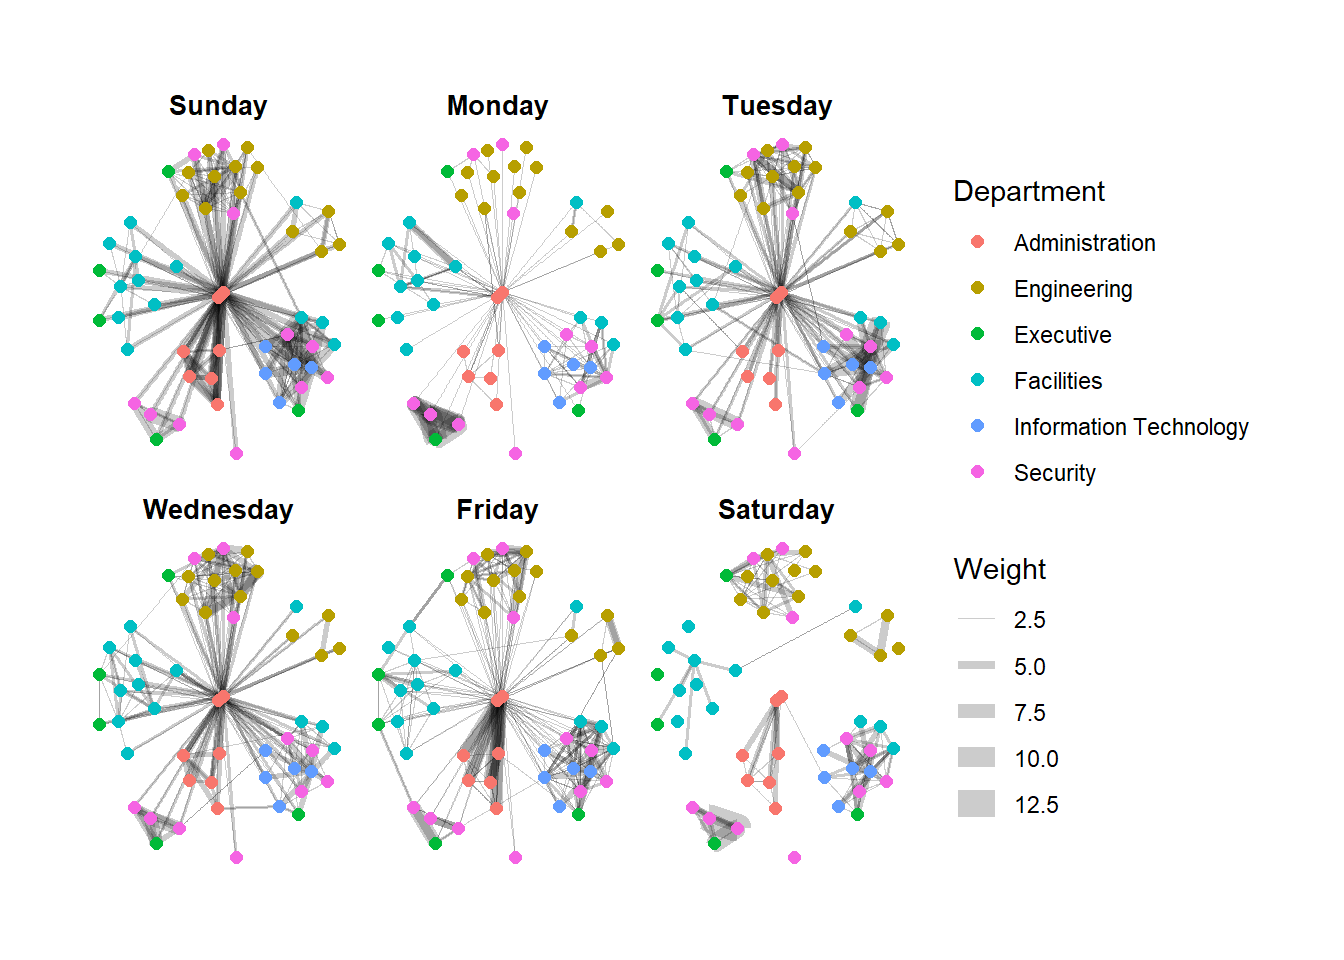 Sunday
Monday
Tuesday
Wednesday
Friday
Saturday
Department
Administration
Engineering
Executive
Facilities
Information Technology
Security
Weight
2.5
5.0
7.5
10.0
12.5